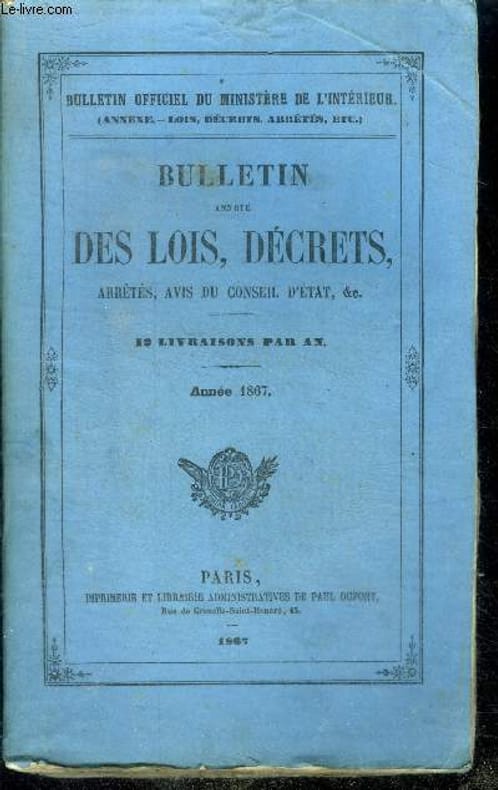 Le-livre.com
BULLETIN OFFICIEL DU MINISTÈRE DE L'INTÉRIEUR.
(ANNEXE. — LOIS, DÉCRETS, ARRÊTÉS, ETC.)
BULLETIN
ANNOTÉ
DES LOIS, DÉCRETS,
ARRÊTÉS, AVIS DU CONSEIL D'ÉTAT, &c.
12 LIVRAISONS PAR AN.
Année 1867.
PARIS,
IMPRIMERIE ET LIBRAIRIE ADMINISTRATIVES DE PAUL DUPONT,
Rue de Grenelle-Saint-Honoré, 45.
1867